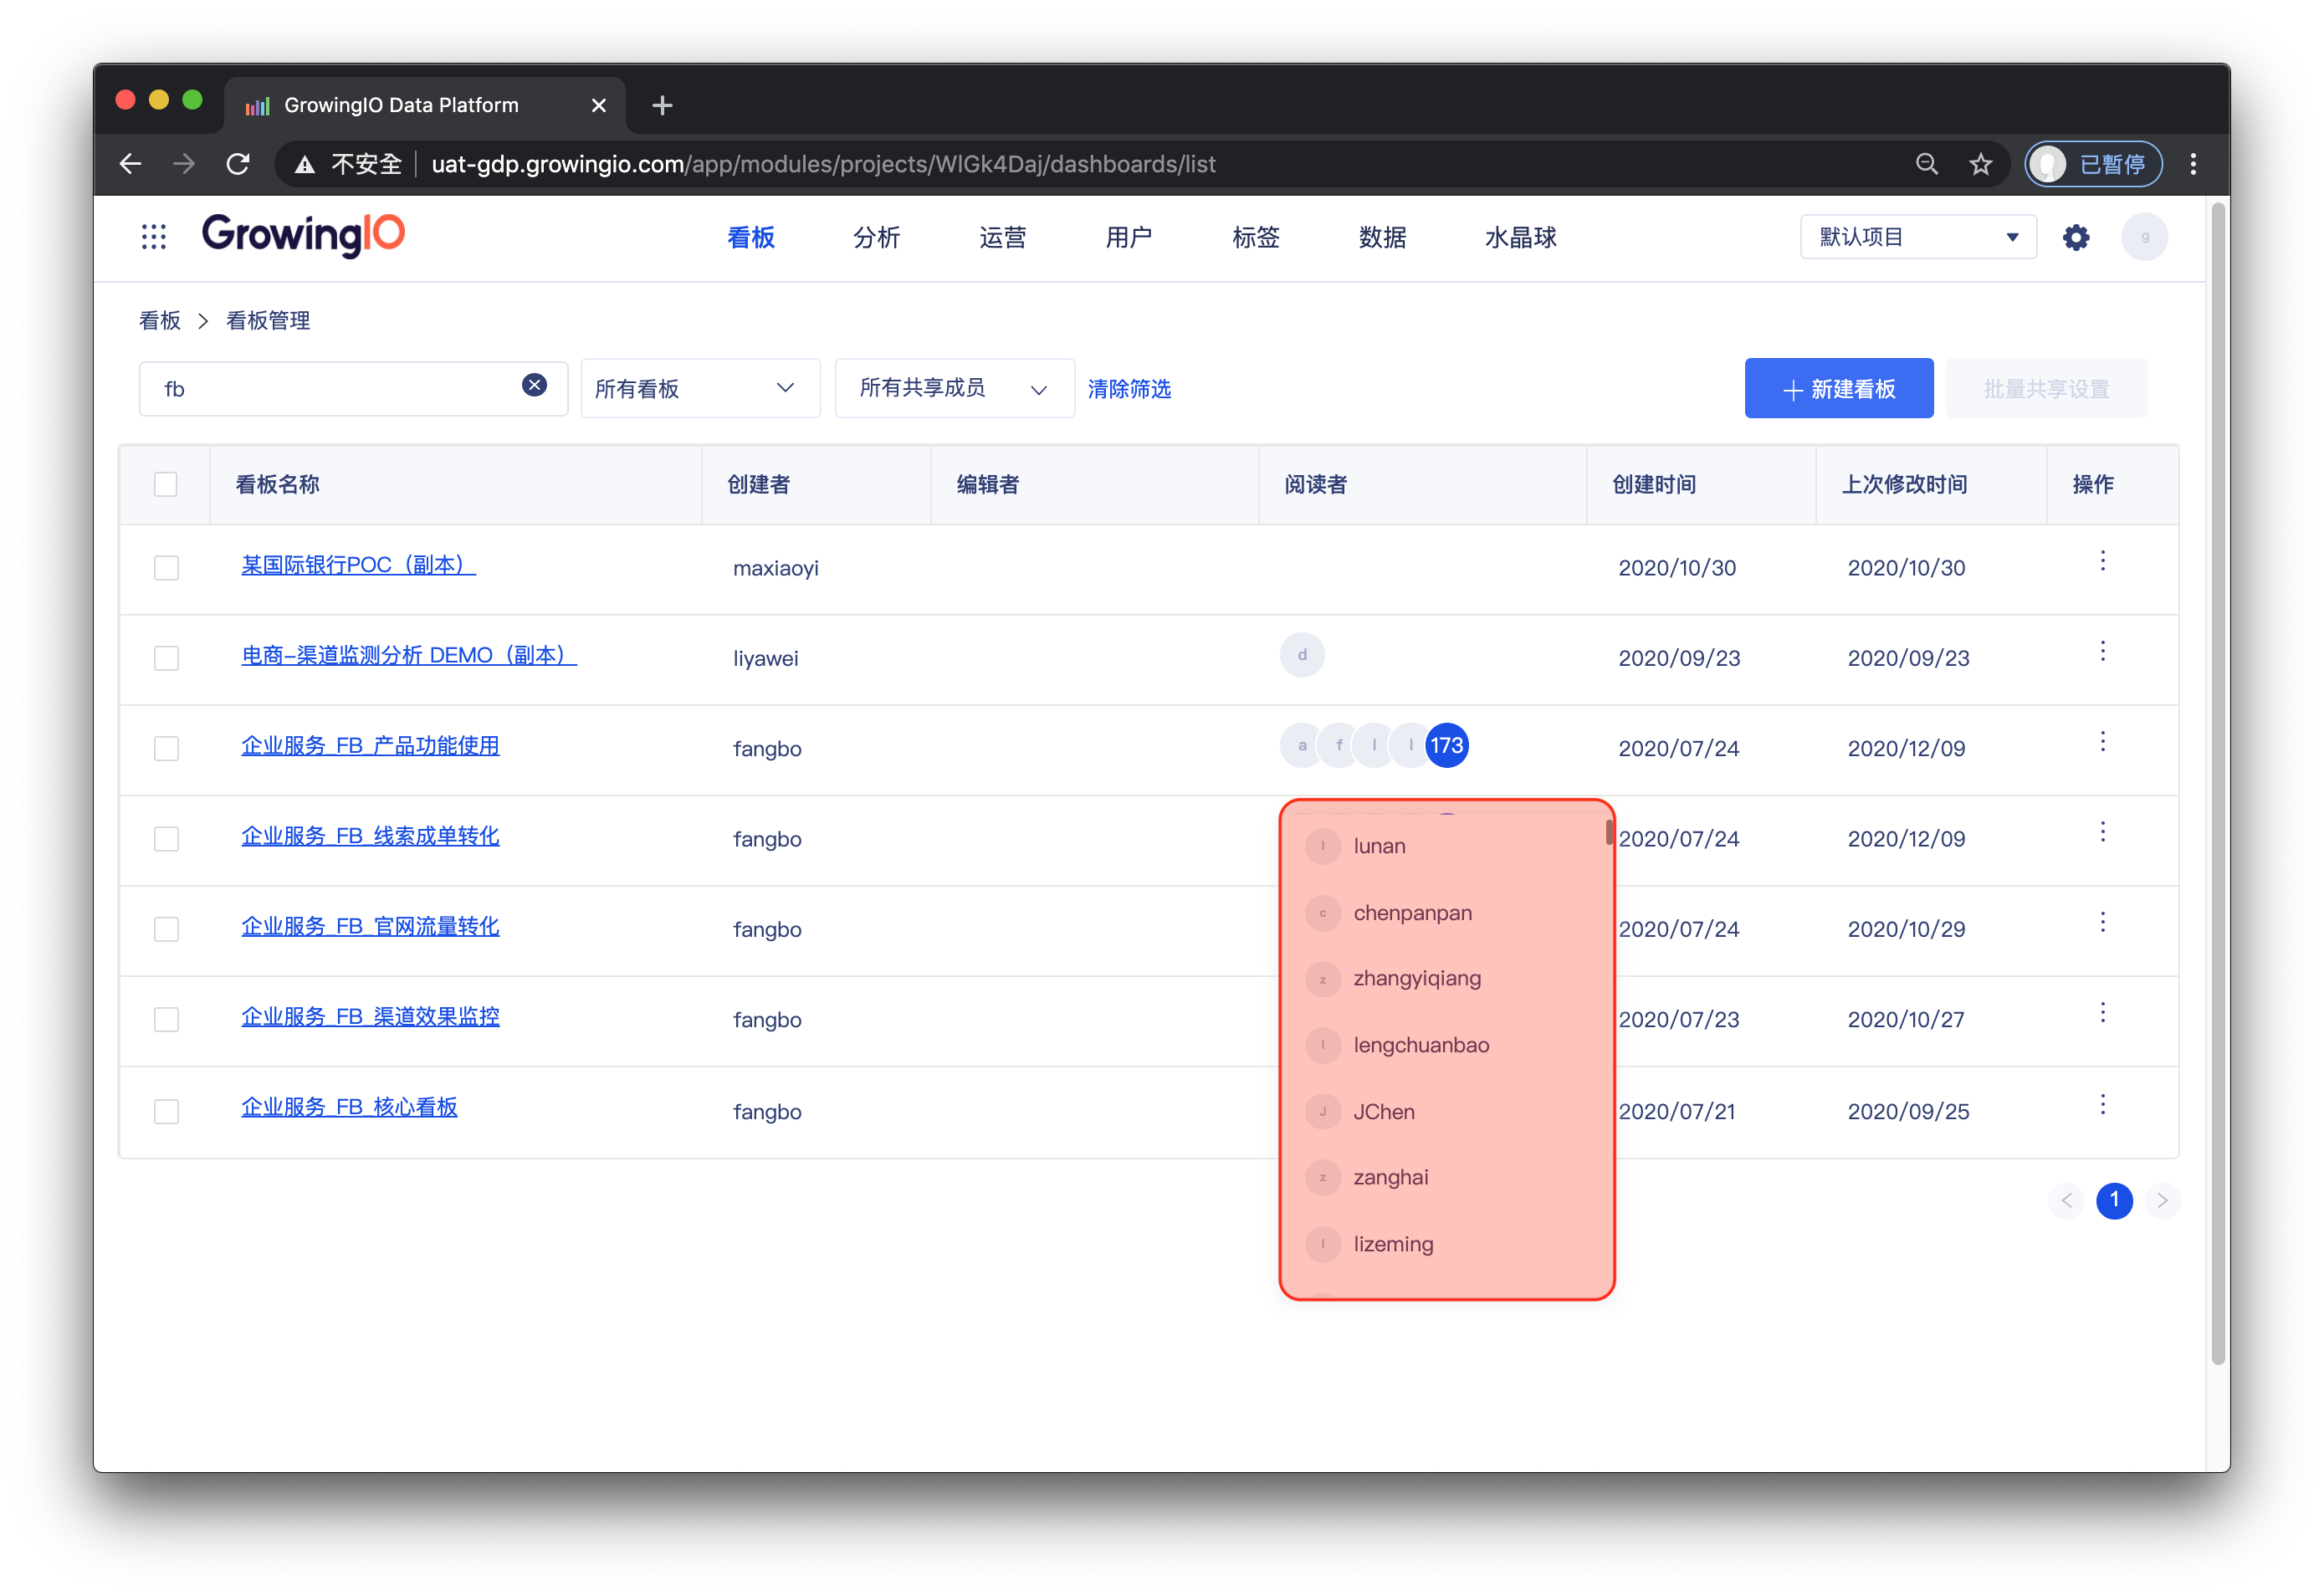 GrowingIO Data Platform
不安全 uat-gdp.growingio.com/app/modules/projects/WlGk4Daj/dashboards/list 已暂停
GrowingIO 看板 分析 运营 用户 标签 数据 水晶球 默认项目 g
看板 > 看板管理
fb 所有看板 所有共享成员 清除筛选 + 新建看板 批量共享设置
看板名称 创建者 编辑者 阅读者 创建时间 上次修改时间 操作
某国际银行POC（副本） maxiaoyi 2020/10/30 2020/10/30
电商-渠道监测分析 DEMO（副本） liyawei d 2020/09/23 2020/09/23
企业服务_FB_产品功能使用 fangbo a f l l 173 2020/07/24 2020/12/09
企业服务_FB_线索成单转化 fangbo 2020/07/24 2020/12/09
企业服务_FB_官网流量转化 fangbo 2020/07/24 2020/10/29
企业服务_FB_渠道效果监控 fangbo 2020/07/23 2020/10/27
企业服务_FB_核心看板 fangbo 2020/07/21 2020/09/25
l lunan
c chenpanpan
z zhangyiqiang
l lengchuanbao
J JChen
z zanghai
l lizeming
< 1 >